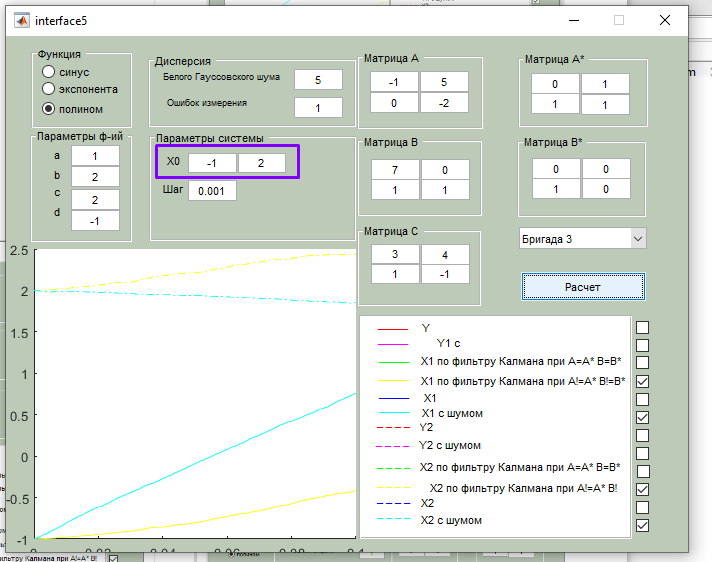 interface5
Функция
синус
экспонента
полином
Параметры ф-ий
a 1
b 2
c 2
d -1
Дисперсия
Белого Гауссовского шума 5
Ошибок измерения 1
Параметры системы
X0 -1 2
Шаг 0.001
Матрица A
-1 5
0 -2
Матрица B
7 0
1 1
Матрица C
3 4
1 -1
Матрица A*
0 1
1 1
Матрица B*
0 0
1 0
Бригада 3
Расчет
2.5
2
1.5
1
0.5
0
-0.5
-1
Y
Y1 с
X1 по фильтру Калмана при A=A* B=B*
X1 по фильтру Калмана при A!=A* B!=B*
X1
X1 с шумом
Y2
Y2 с шумом
X2 по фильтру Калмана при A=A* B=B*
X2 по фильтру Калмана при A!=A* B!
X2
X2 с шумом